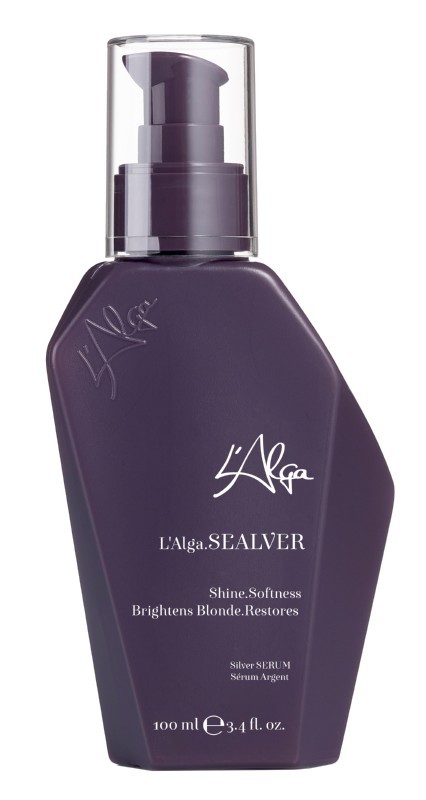 L'Alga
L'Alga
L'Alga.SEALVER
Shine.Softness
Brightens Blonde.Restores
Silver SERUM
Sérum Argent
100 ml ℮ 3.4 fl. oz.